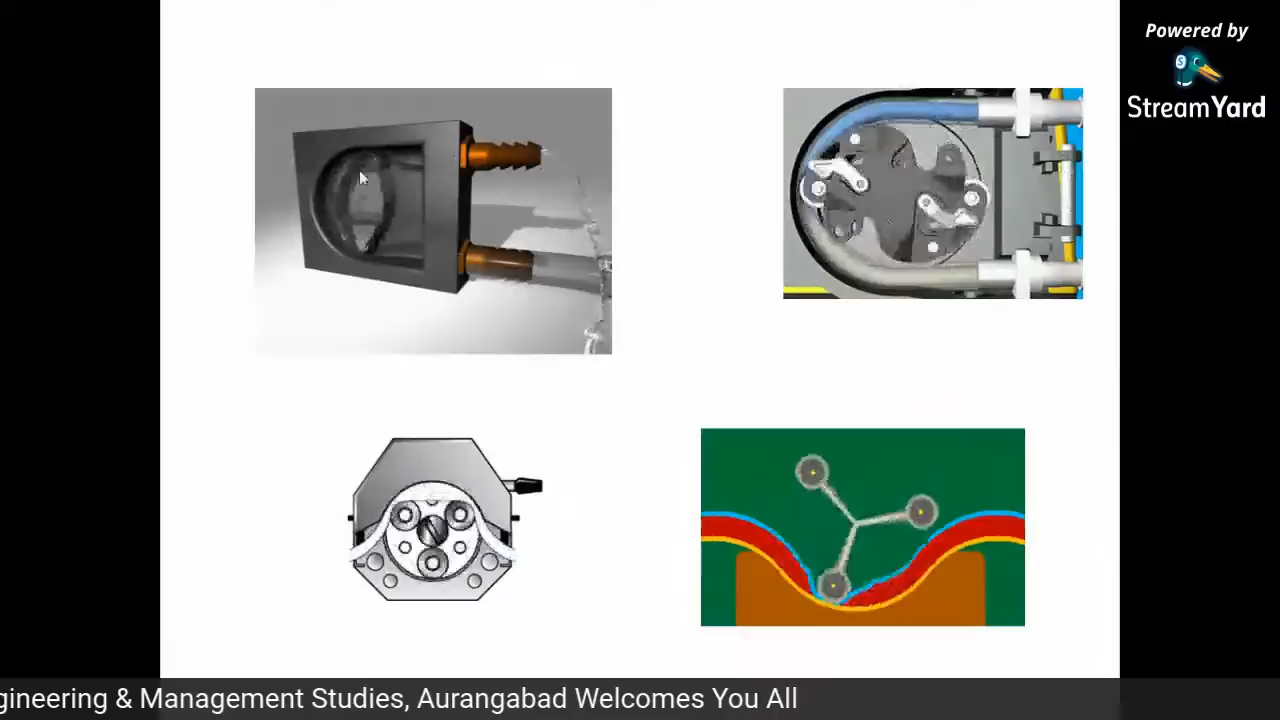 Powered by
StreamYard
gineering & Management Studies, Aurangabad Welcomes You All